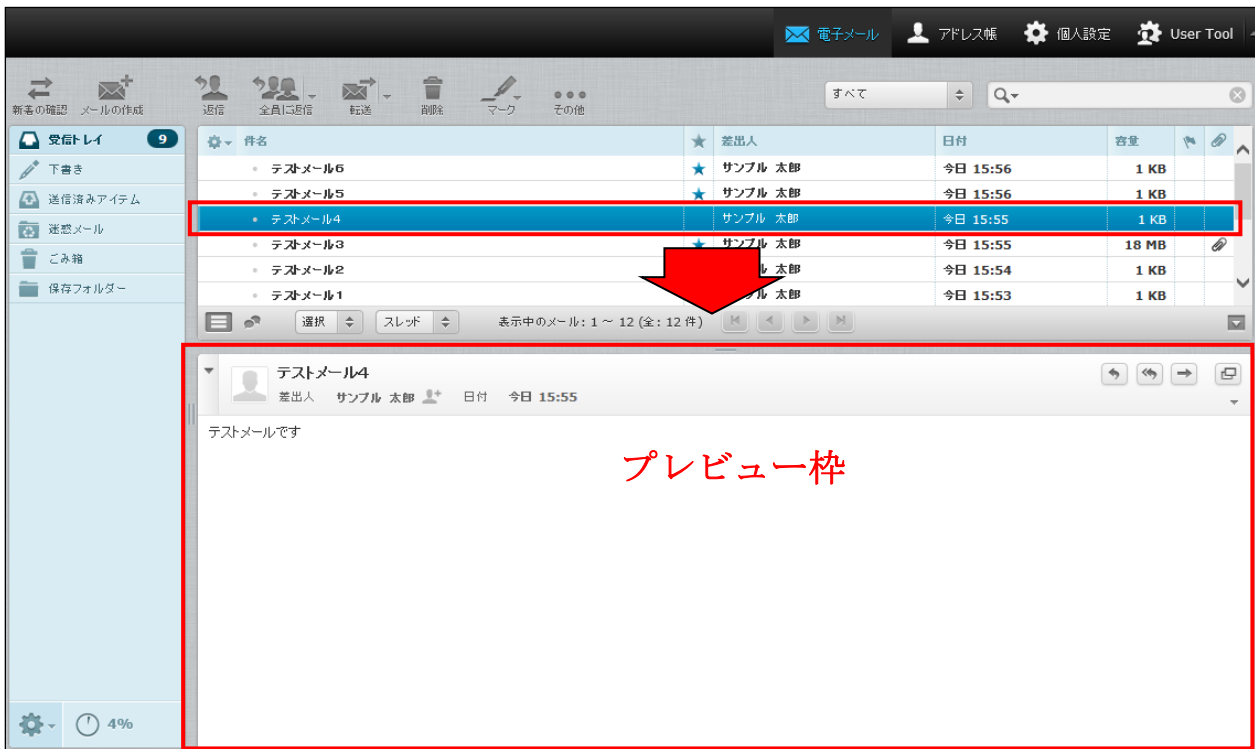 電子メール アドレス帳 個人設定 User Tool
新着の確認 メールの作成 返信 全員に返信 転送 削除 マーク その他 すべて
受信トレイ 9
下書き
送信済みアイテム
迷惑メール
ごみ箱
保存フォルダー
件名 差出人 日付 容量
テストメール6 サンプル 太郎 今日 15:56 1 KB
テストメール5 サンプル 太郎 今日 15:56 1 KB
テストメール4 サンプル 太郎 今日 15:55 1 KB
テストメール3 サンプル 太郎 今日 15:55 18 MB
テストメール2 太郎 今日 15:54 1 KB
テストメール1 太郎 今日 15:53 1 KB
選択 スレッド 表示中のメール: 1 ~ 12 (全: 12 件)
テストメール4
差出人 サンプル 太郎 日付 今日 15:55
テストメールです
プレビュー枠
4%